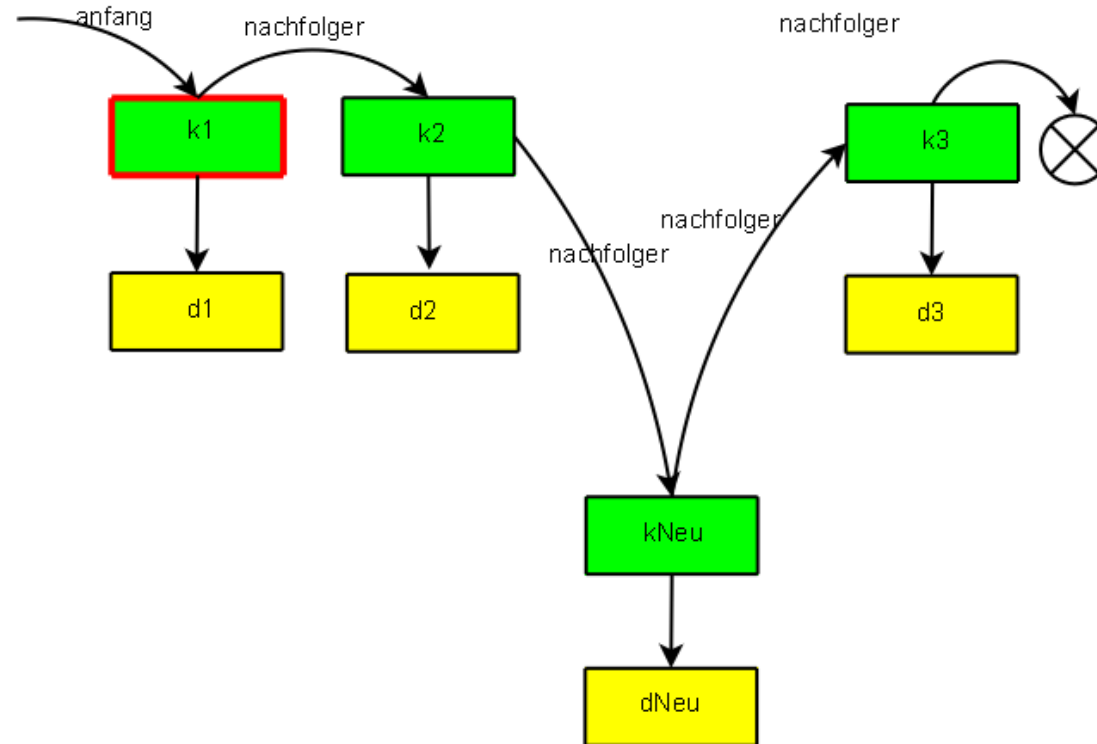 anfang
nachfolger
nachfolger
k1
k2
k3
nachfolger
nachfolger
d1
d2
d3
kNeu
dNeu